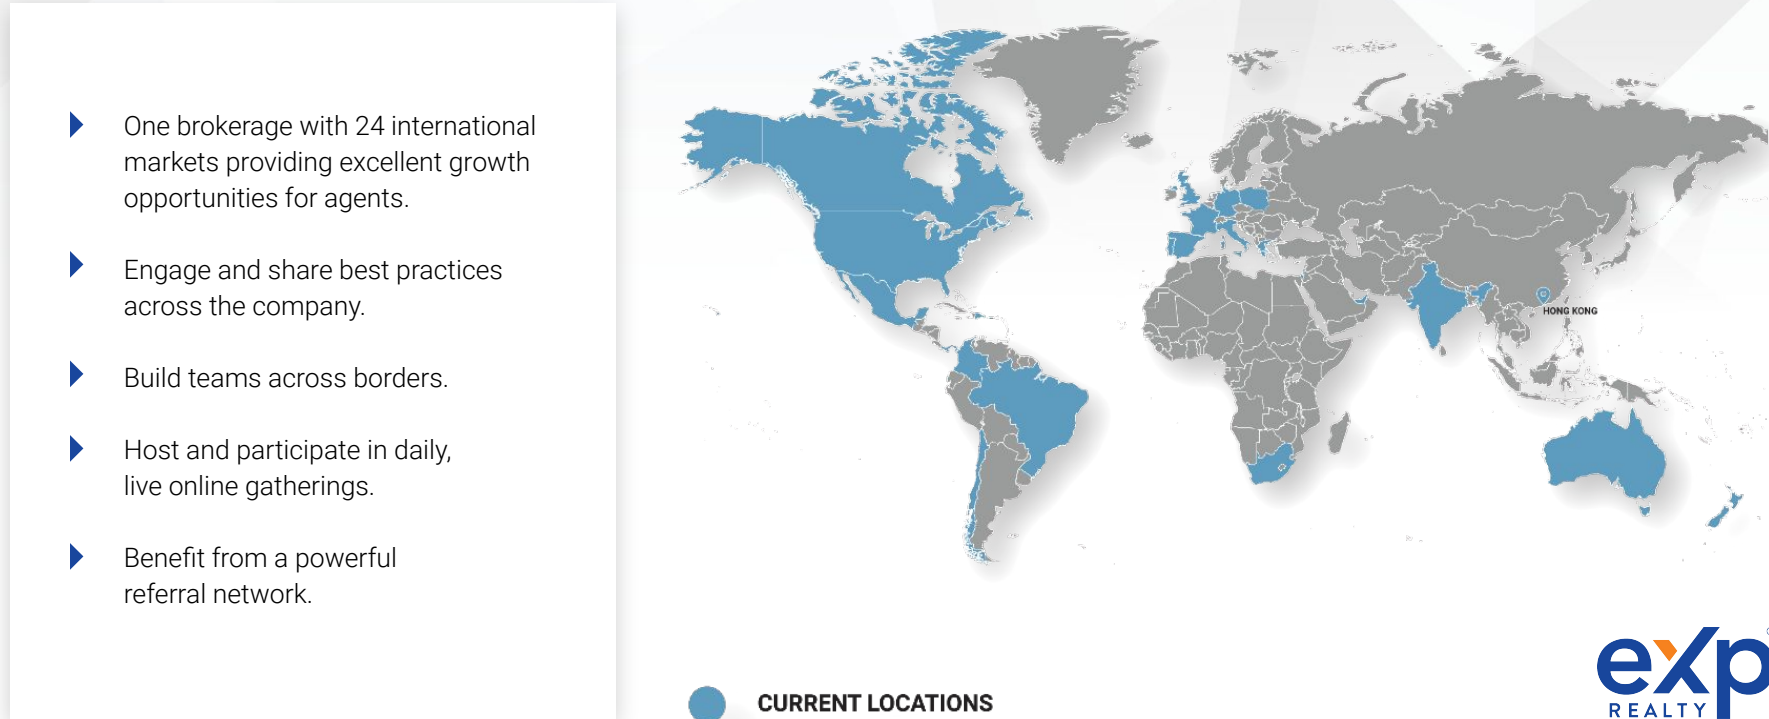 One brokerage with 24 international
markets providing excellent growth
opportunities for agents.
Engage and share best practices
across the company.
Build teams across borders.
Host and participate in daily,
live online gatherings.
Benefit from a powerful
referral network.
HONG KONG
CURRENT LOCATIONS
eXp
REALTY